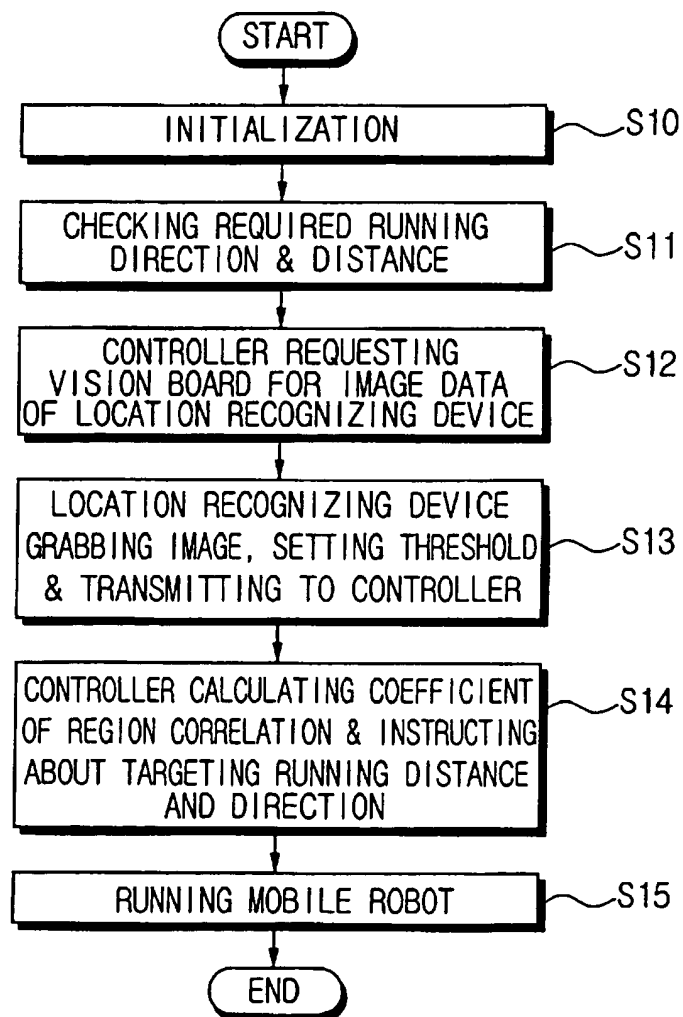 START
INITIALIZATION
S10
CHECKING REQUIRED RUNNING
DIRECTION & DISTANCE
S11
CONTROLLER REQUESTING
VISION BOARD FOR IMAGE DATA
OF LOCATION RECOGNIZING DEVICE
S12
LOCATION RECOGNIZING DEVICE
GRABBING IMAGE, SETTING THRESHOLD
& TRANSMITTING TO CONTROLLER
S13
CONTROLLER CALCULATING COEFFICIENT
OF REGION CORRELATION & INSTRUCTING
ABOUT TARGETING RUNNING DISTANCE
AND DIRECTION
S14
RUNNING MOBILE ROBOT
S15
END